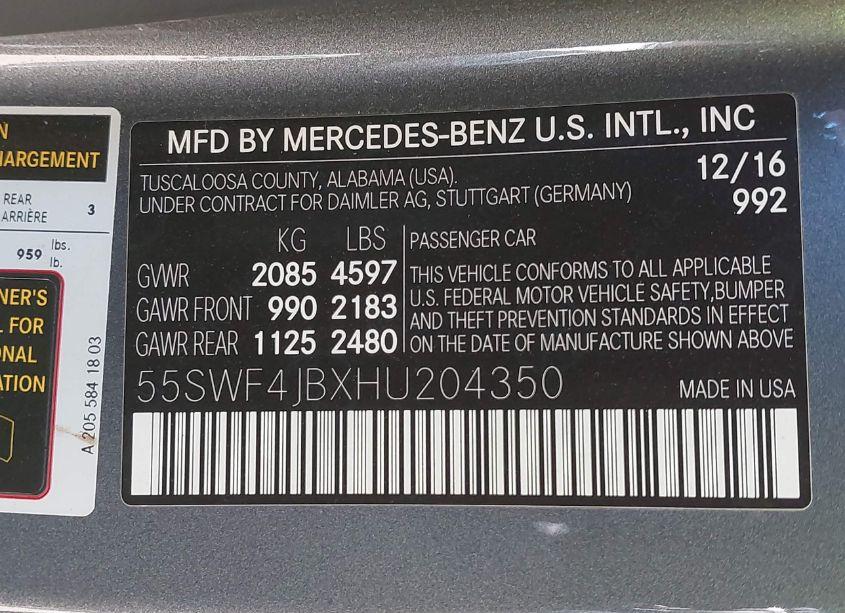 N
HARGEMENT
REAR
ARRIÈRE 3
959 lbs.
lb.
NER'S
L FOR
ONAL
ATION
A 205 584 18 03
MFD BY MERCEDES-BENZ U.S. INTL., INC
TUSCALOOSA COUNTY, ALABAMA (USA). 12/16
UNDER CONTRACT FOR DAIMLER AG, STUTTGART (GERMANY) 992
KG LBS
GVWR 2085 4597
GAWR FRONT 990 2183
GAWR REAR 1125 2480
PASSENGER CAR
THIS VEHICLE CONFORMS TO ALL APPLICABLE
U.S. FEDERAL MOTOR VEHICLE SAFETY,BUMPER
AND THEFT PREVENTION STANDARDS IN EFFECT
ON THE DATE OF MANUFACTURE SHOWN ABOVE
55SWF4JBXHU204350 MADE IN USA